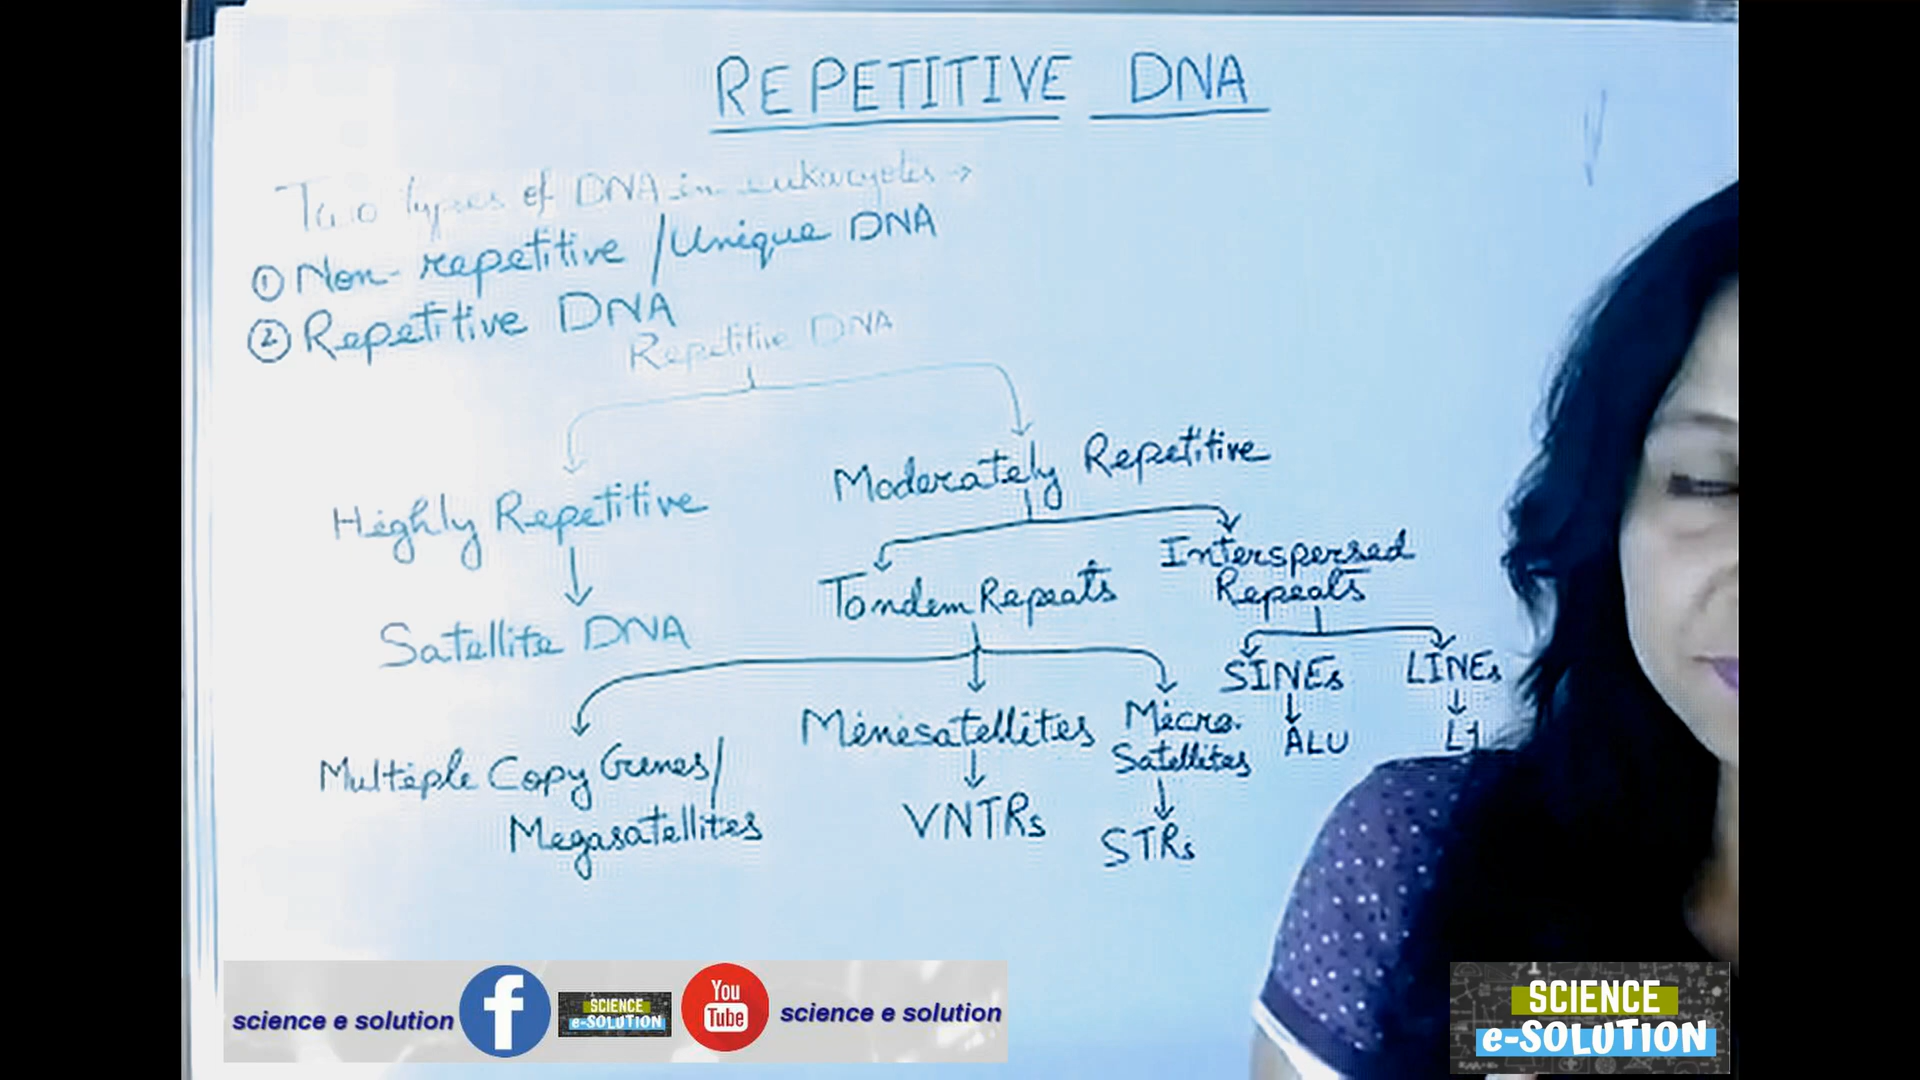 REPETITIVE DNA
Two types of DNA in eukaryotes →
① Non-repetitive /Unique DNA
② Repetitive DNA
Repetitive DNA
Highly Repetitive
Moderately Repetitive
Satellite DNA
Tandem Repeats
Interspersed
Repeats
SINEs
LINEs
ALU
L1
Multiple Copy Genes/
Megasatellites
Minisatellites
VNTRs
Micro-
Satellites
STRs
science e solution
f
SCIENCE
e-SOLUTION
You
Tube
science e solution
SCIENCE
e-SOLUTION